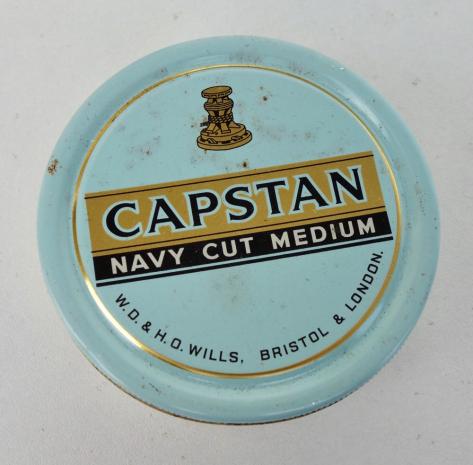 CAPSTAN
NAVY CUT MEDIUM
W.D. & H.O. WILLS, BRISTOL & LONDON.